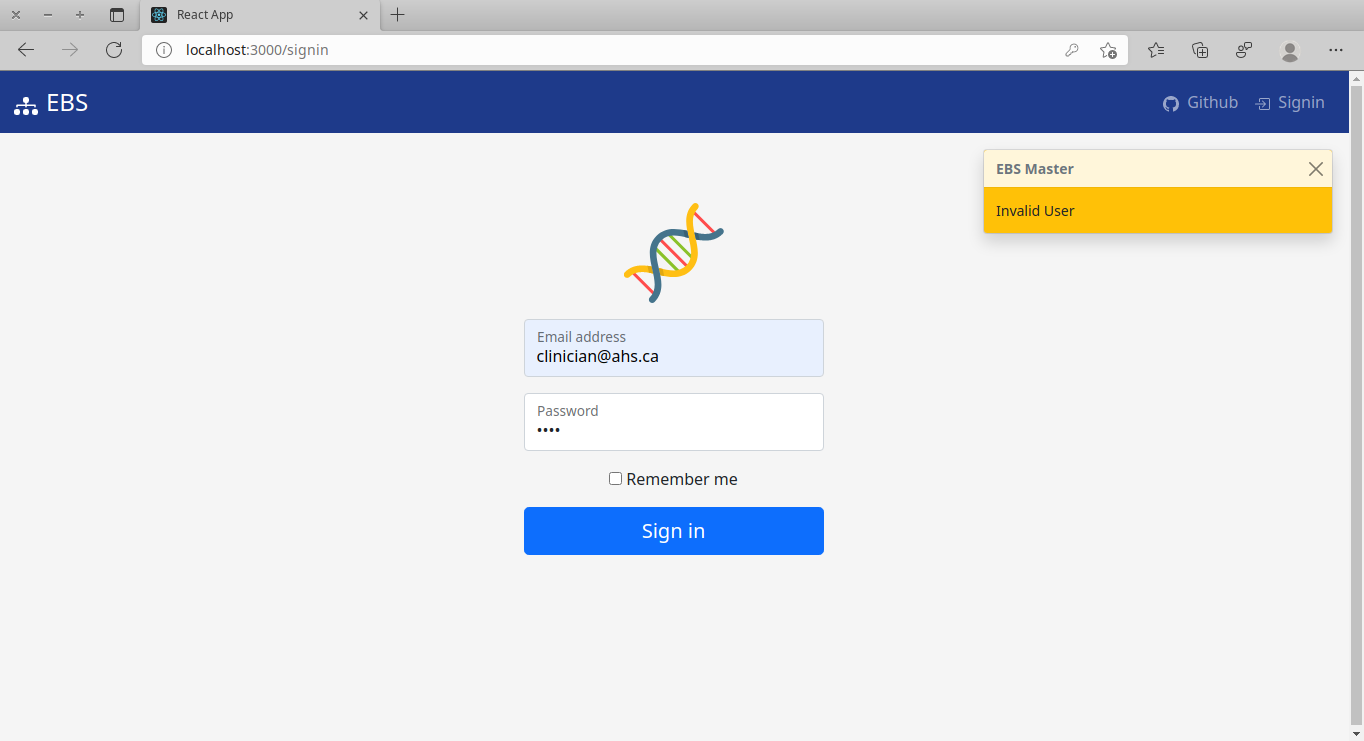 React App
localhost:3000/signin
EBS
Github
Signin
EBS Master
Invalid User
Email address
clinician@ahs.ca
Password
••••
Remember me
Sign in